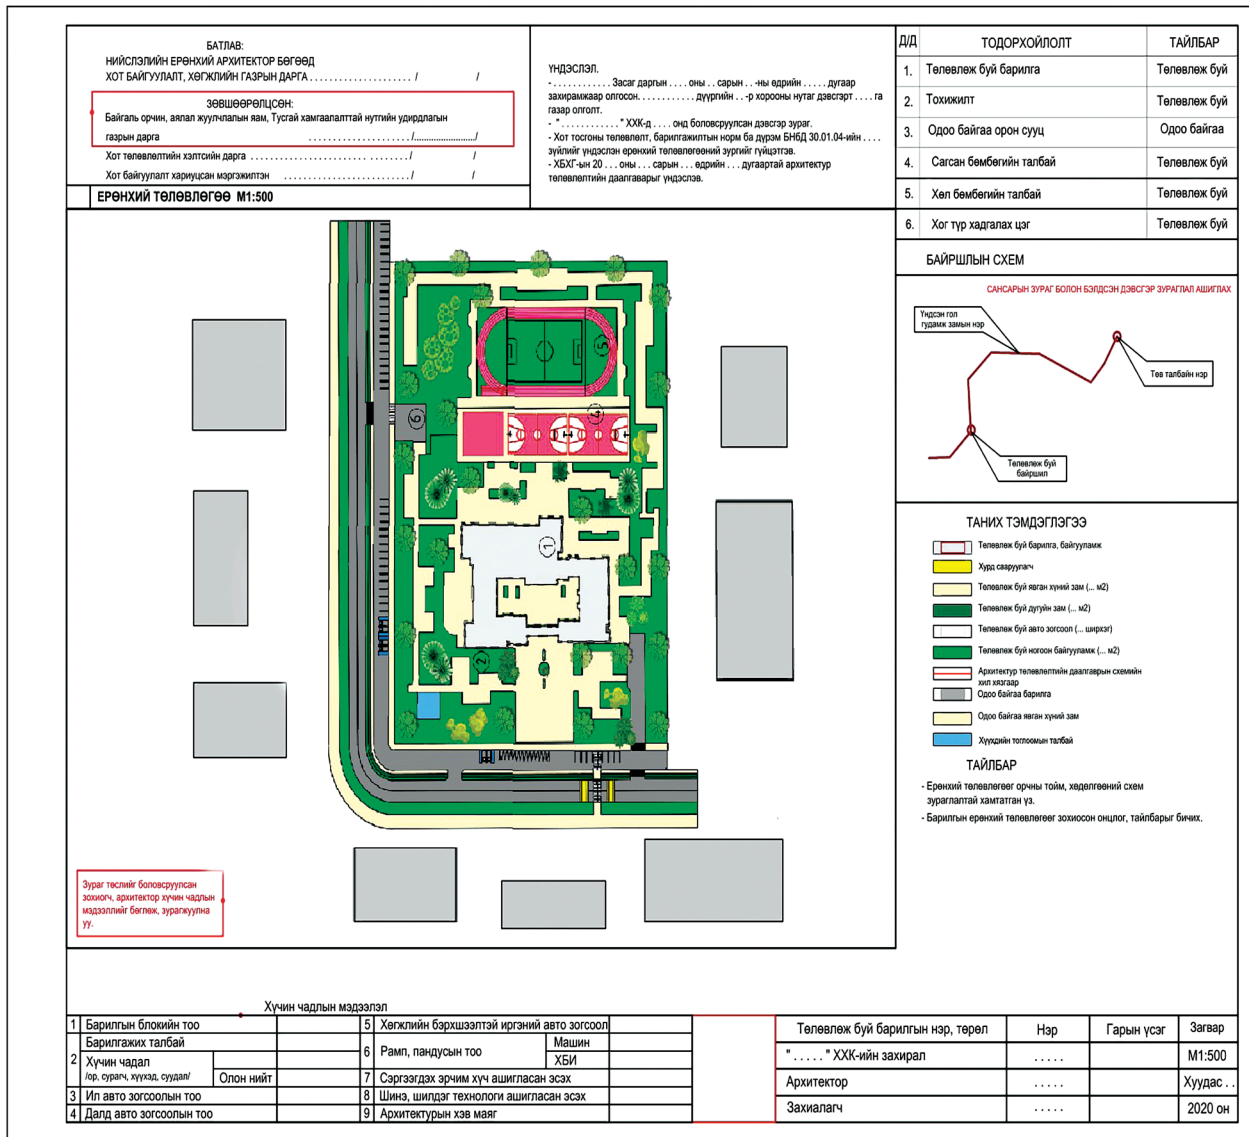 БАТЛАВ:
НИЙСЛЭЛИЙН ЕРӨНХИЙ АРХИТЕКТОР БӨГӨӨД
ХОТ БАЙГУУЛАЛТ, ХӨГЖЛИЙН ГАЗРЫН ДАРГА . . . . . . . . . . . . . . . . . . . . / /
ЗӨВШӨӨРӨЛЦСӨН:
Байгаль орчин, аялал жуулчлалын яам, Тусгай хамгаалалттай нутгийн удирдлагын
газрын дарга . . . . . . . . . . . . . . . . . . . . . . . . . /........................../
Хот төлөвлөлтийн хэлтсийн дарга . . . . . . . . . . . . . . . . . . . . . . . . . . . . / /
Хот байгуулалт хариуцсан мэргэжилтэн . . . . . . . . . . . . . . . . . . . . . . . . / /
ЕРӨНХИЙ ТӨЛӨВЛӨГӨӨ М1:500
ҮНДЭСЛЭЛ.
- . . . . . . . . . . . . Засаг даргын . . . . оны . . сарын . . -ны өдрийн . . . . . дугаар
захирамжаар олгосон. . . . . . . . . . . . дүүргийн . . -р хорооны нутаг дэвсгэрт . . . . га
газар олголт.
- " . . . . . . . . . . . . " ХХК-д . . . . онд боловсруулсан дэвсгэр зураг.
- Хот тосгоны төлөвлөлт, барилгажилтын норм ба дүрэм БНбД 30.01.04-ийн . . . .
зүйлийг үндэслэн ерөнхий төлөвлөгөөний зургийг гүйцэтгэв.
- ХБХГ-ын 20 . . . оны . . . сарын . . . өдрийн . . . дугаартай архитектур
төлөвлөлтийн даалгаварыг үндэслэв.
Д/Д ТОДОРХОЙЛОЛТ ТАЙЛБАР
1. Төлөвлөж буй барилга Төлөвлөж буй
2. Тохижилт Төлөвлөж буй
3. Одоо байгаа орон сууц Одоо байгаа
4. Сагсан бөмбөгийн талбай Төлөвлөж буй
5. Хөл бөмбөгийн талбай Төлөвлөж буй
6. Хог түр хадгалах цэг Төлөвлөж буй
БАЙРШЛЫН СХЕМ
САНСАРЫН ЗУРАГ БОЛОН БЭЛДСЭН ДЭВСГЭР ЗУРАГЛАЛ АШИГЛАХ
Үндсэн гол
гудамж замын нэр
Төв талбайн нэр
Төлөвлөж буй
байршил
5
4
6
1
2
ТАНИХ ТЭМДЭГЛЭГЭЭ
Төлөвлөж буй барилга, байгууламж
Хурд сааруулагч
Төлөвлөж буй явган хүний зам (... м2)
Төлөвлөж буй дугуйн зам (... м2)
Төлөвлөж буй авто зогсоол (... ширхэг)
Төлөвлөж буй ногоон байгууламж (... м2)
Архитектур төлөвлөлтийн даалгаврын схемийн
хил хязгаар
Одоо байгаа барилга
Одоо байгаа явган хүний зам
Хүүхдийн тоглоомын талбай
ТАЙЛБАР
- Ерөнхий төлөвлөгөөг орчны тойм, хөдөлгөөний схем
зураглалтай хамтатган үз.
- Барилгын ерөнхий төлөвлөгөөг зохиосон онцлог, тайлбарыг бичих.
Зураг төслийг боловсруулсан
зохиогч, архитектор хүчин чадлын
мэдээллийг бөглөж, зурагжуулна
уу.
Хүчин чадлын мэдээлэл
1 Барилгын блокийн тоо
Барилгажих талбай
2 Хүчин чадал
/ор, сурагч, хүүхэд, суудал/ Олон нийт
3 Ил авто зогсоолын тоо
4 Далд авто зогсоолын тоо
5 Хөгжлийн бэрхшээлтэй иргэний авто зогсоол
6 Рамп, пандусын тоо Машин
ХБИ
7 Сэргээгдэх эрчим хүч ашигласан эсэх
8 Шинэ, шилдэг технологи ашигласан эсэх
9 Архитектурын хэв маяг
Төлөвлөж буй барилгын нэр, төрөл Нэр Гарын үсэг Загвар
" . . . . . " ХХК-ийн захирал . . . . . М1:500
Архитектор . . . . . Хуудас . .
Захиалагч . . . . . 2020 он